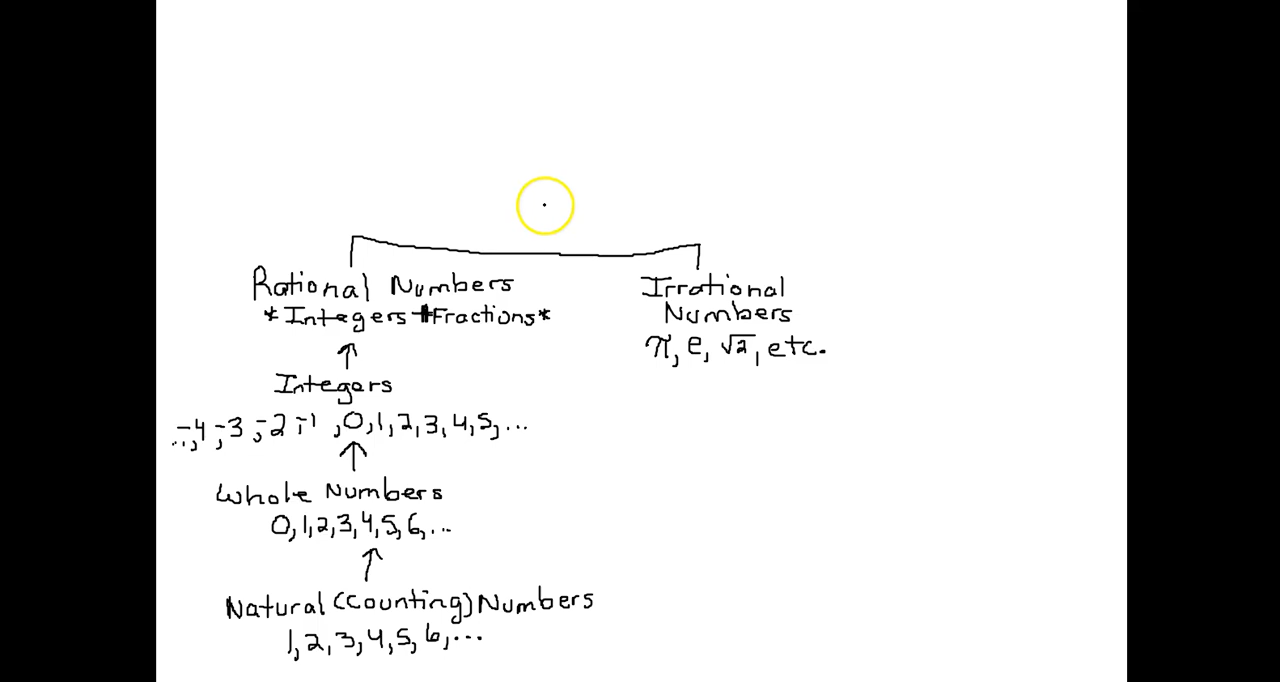 Rational Numbers
*Integers + Fractions*
Irrational
Numbers
π, e, √2, etc.
Integers
..., -4, -3, -2, -1, 0, 1, 2, 3, 4, 5, ...
Whole Numbers
0, 1, 2, 3, 4, 5, 6, ...
Natural (Counting) Numbers
1, 2, 3, 4, 5, 6, ...